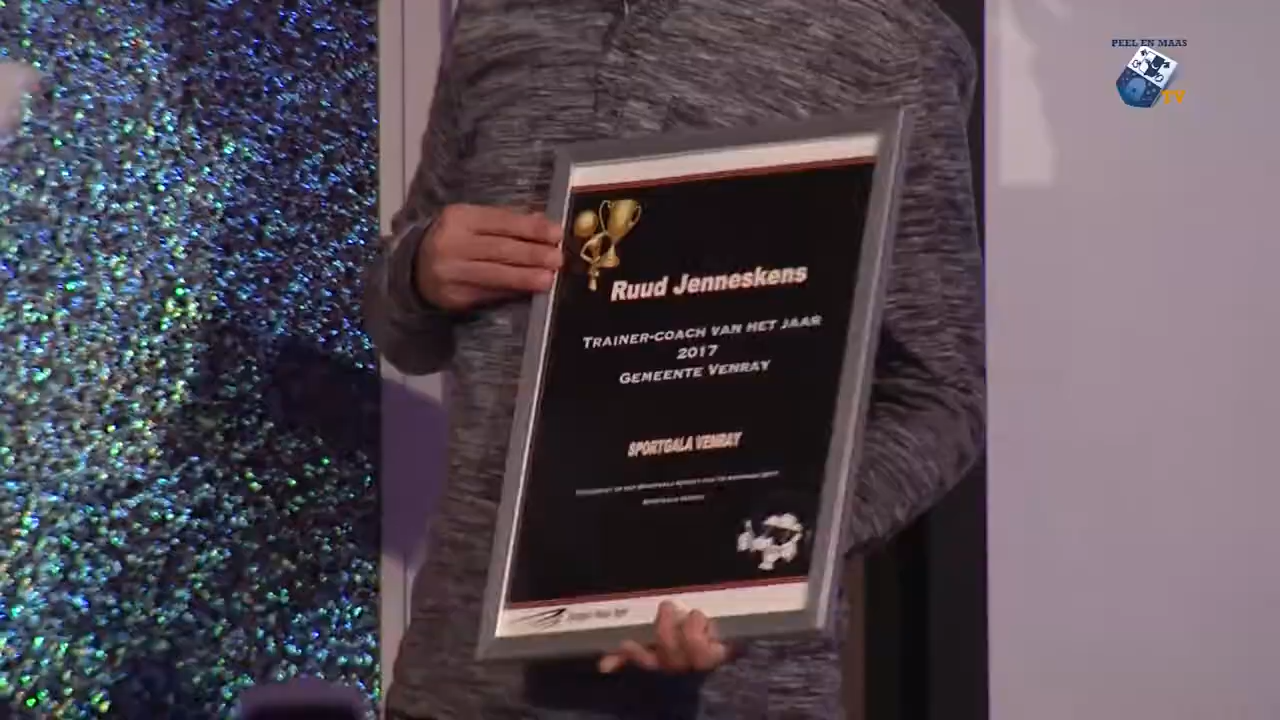 PEEL EN MAAS
TV
Ruud Jenneskens
TRAINER-COACH VAN HET JAAR
2017
GEMEENTE VENRAY
SPORTGALA VENRAY